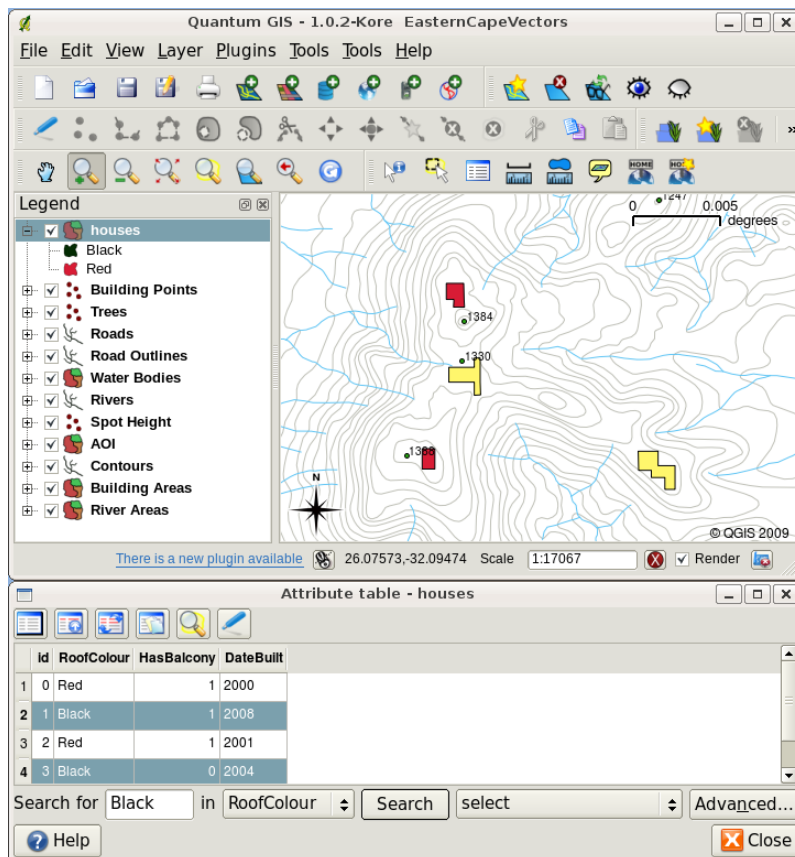 Quantum GIS - 1.0.2-Kore  EasternCapeVectors
File Edit View Layer Plugins Tools Tools Help
HOME HOME
Legend
houses
Black
Red
Building Points
Trees
Roads
Road Outlines
Water Bodies
Rivers
Spot Height
AOI
Contours
Building Areas
River Areas
1247
0 0.005
degrees
1384
1330
N
© QGIS 2009
There is a new plugin available 26.07573,-32.09474 Scale 1:17067 Render
Attribute table - houses
id RoofColour HasBalcony DateBuilt
1 0 Red 1 2000
2 1 Black 1 2008
3 2 Red 1 2001
4 3 Black 0 2004
Search for Black in RoofColour Search select Advanced...
Help Close